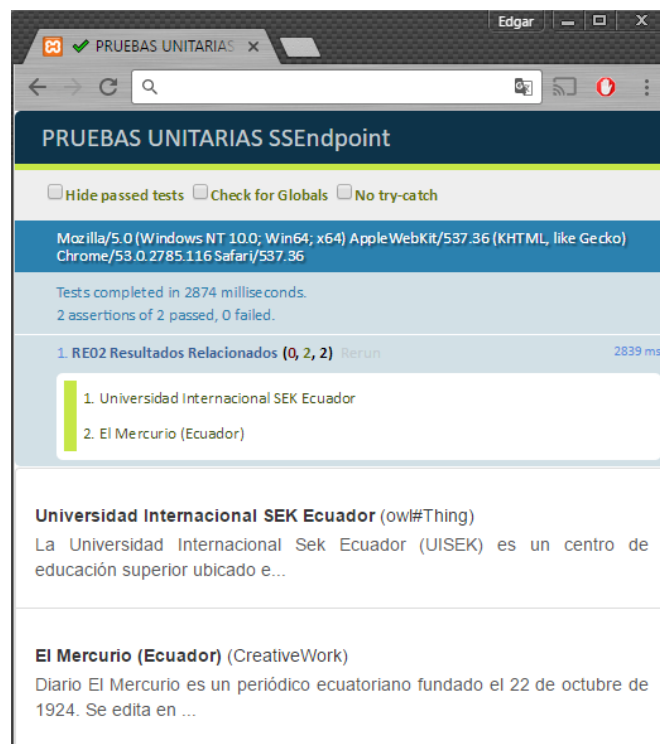 Edgar
PRUEBAS UNITARIAS
PRUEBAS UNITARIAS SSEndpoint
Hide passed tests Check for Globals No try-catch
Mozilla/5.0 (Windows NT 10.0; Win64; x64) AppleWebKit/537.36 (KHTML, like Gecko)
Chrome/53.0.2785.116 Safari/537.36
Tests completed in 2874 milliseconds.
2 assertions of 2 passed, 0 failed.
1. RE02 Resultados Relacionados (0, 2, 2) Rerun 2839 ms
1. Universidad Internacional SEK Ecuador
2. El Mercurio (Ecuador)
Universidad Internacional SEK Ecuador (owl#Thing)
La Universidad Internacional Sek Ecuador (UISEK) es un centro de
educación superior ubicado e...
El Mercurio (Ecuador) (CreativeWork)
Diario El Mercurio es un periódico ecuatoriano fundado el 22 de octubre de
1924. Se edita en ...